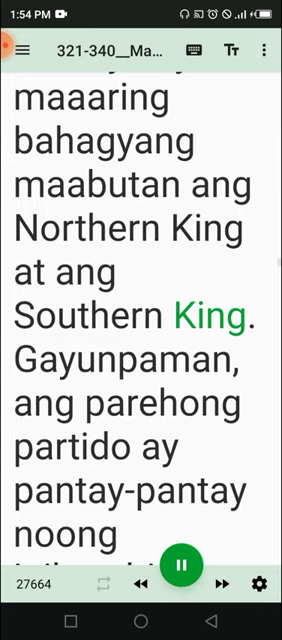 1:54 PM
321-340__Ma...
maaaring
bahagyang
maabutan ang
Northern King
at ang
Southern King.
Gayunpaman,
ang parehong
partido ay
pantay-pantay
noong
27664